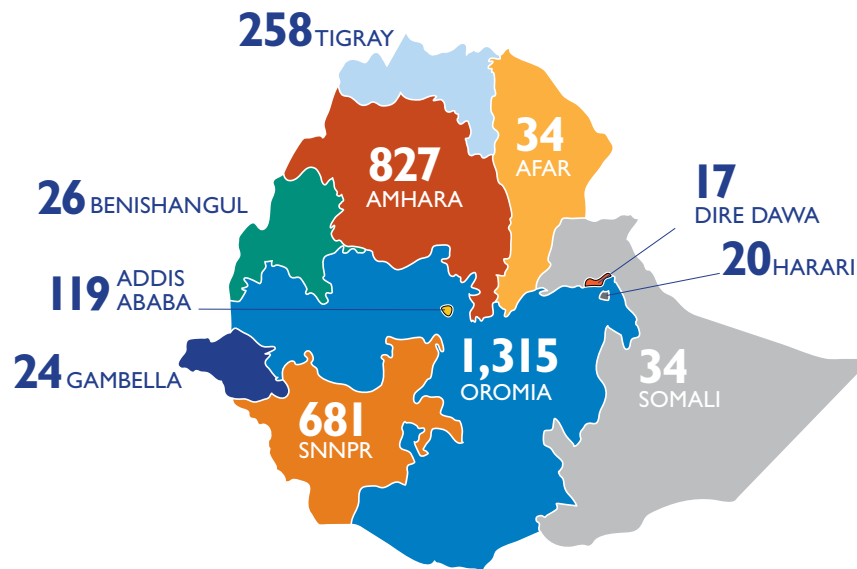 258 TIGRAY
34
AFAR
827
AMHARA
17
DIRE DAWA
26 BENISHANGUL
20 HARARI
119 ADDIS
ABABA
1,315
OROMIA
34
SOMALI
24 GAMBELLA
681
SNNPR